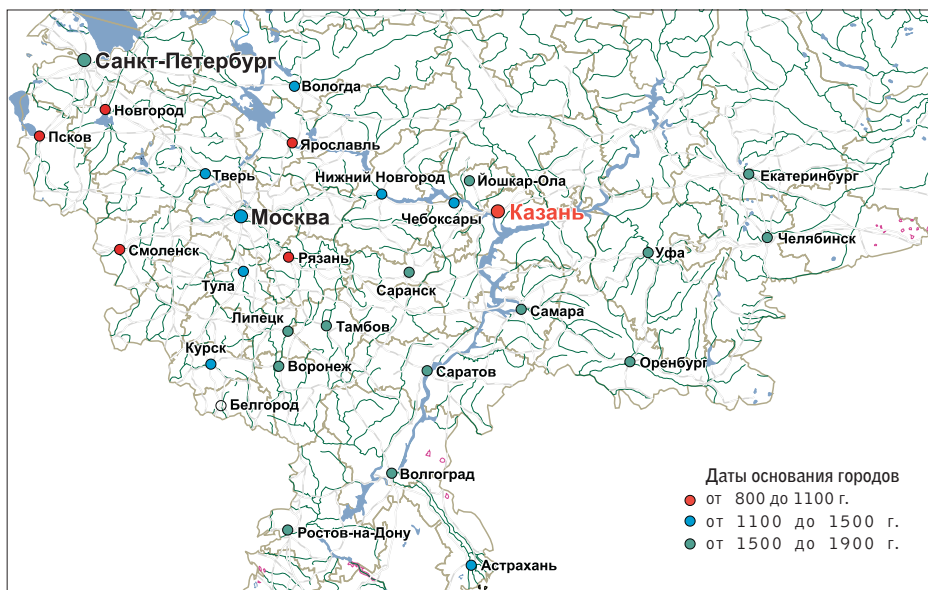 Санкт-Петербург
Вологда
Новгород
Псков
Ярославль
Тверь
Нижний Новгород
Йошкар-Ола
Екатеринбург
Чебоксары
Казань
Москва
Смоленск
Рязань
Уфа
Челябинск
Тула
Саранск
Липецк
Тамбов
Самара
Курск
Воронеж
Саратов
Оренбург
Белгород
Волгоград
Ростов-на-Дону
Астрахань
Даты основания городов
от 800 до 1100 г.
от 1100 до 1500 г.
от 1500 до 1900 г.